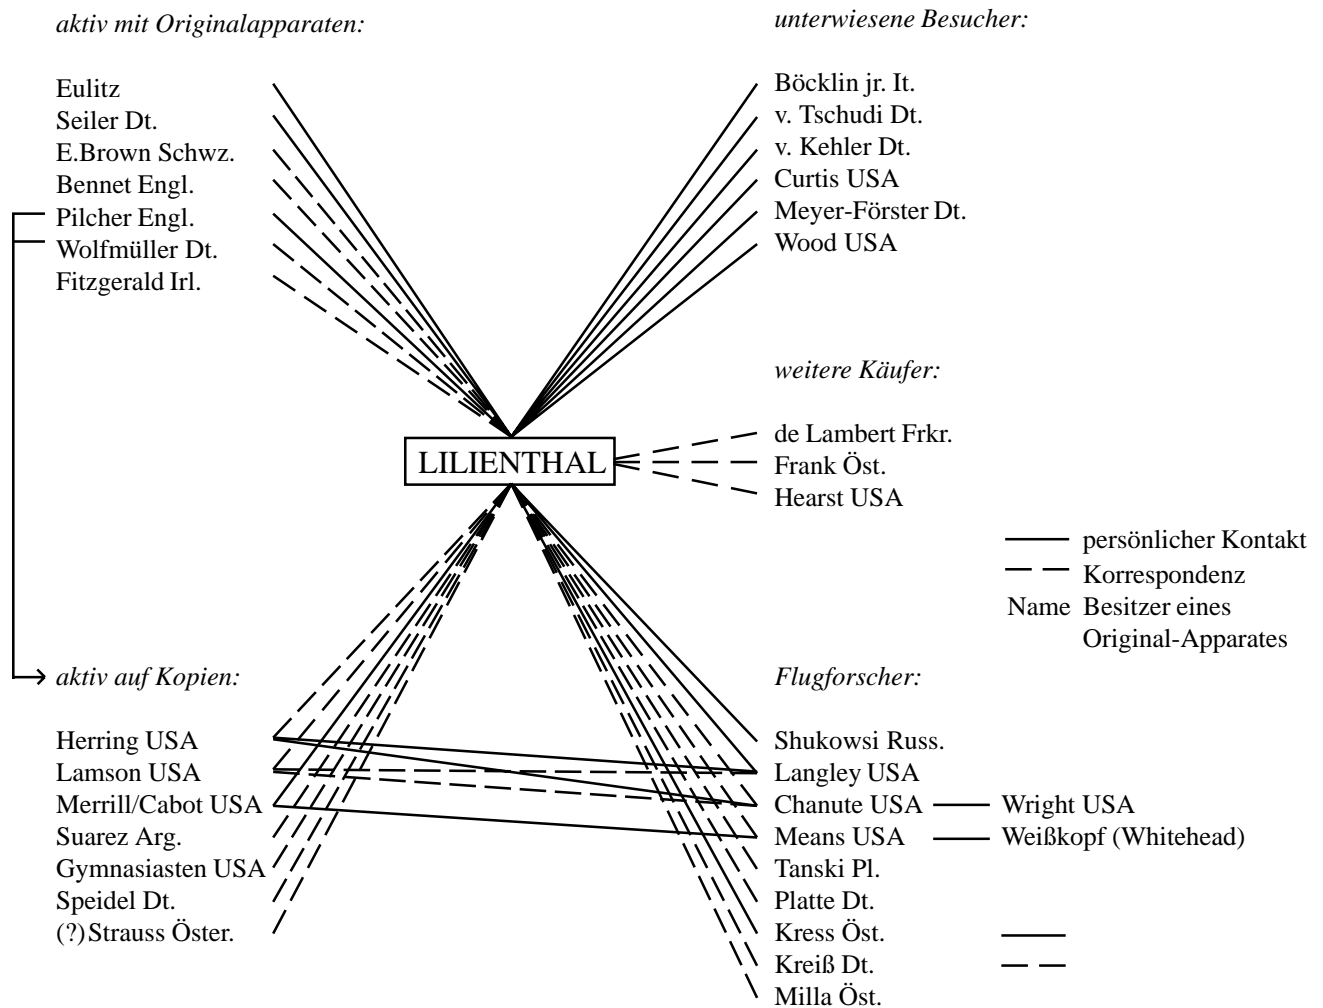 aktiv mit Originalapparaten:
Eulitz
Seiler Dt.
E.Brown Schwz.
Bennet Engl.
Pilcher Engl.
Wolfmüller Dt.
Fitzgerald Irl.
unterwiesene Besucher:
Böcklin jr. It.
v. Tschudi Dt.
v. Kehler Dt.
Curtis USA
Meyer-Förster Dt.
Wood USA
weitere Käufer:
de Lambert Frkr.
Frank Öst.
Hearst USA
LILIENTHAL
persönlicher Kontakt
Korrespondenz
Name Besitzer eines
Original-Apparates
aktiv auf Kopien:
Herring USA
Lamson USA
Merrill/Cabot USA
Suarez Arg.
Gymnasiasten USA
Speidel Dt.
(?)Strauss Öster.
Flugforscher:
Shukowsi Russ.
Langley USA
Chanute USA Wright USA
Means USA Weißkopf (Whitehead)
Tanski Pl.
Platte Dt.
Kress Öst.
Kreiß Dt.
Milla Öst.